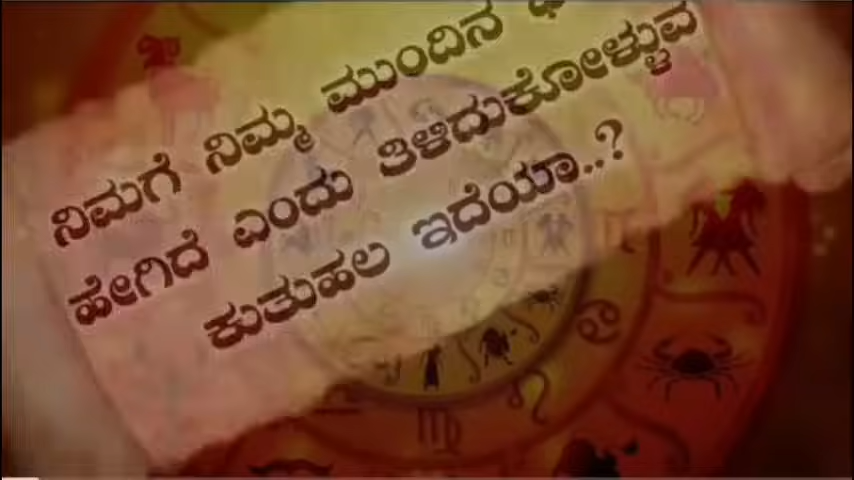 ನಿಮಗೆ ನಿಮ್ಮ ಮುಂದಿನ
ಹೇಗಿದೆ ಎಂದು ತಿಳಿದುಕೋಳ್ಳುವ
ಕುತುಹಲ ಇದೆಯಾ..?